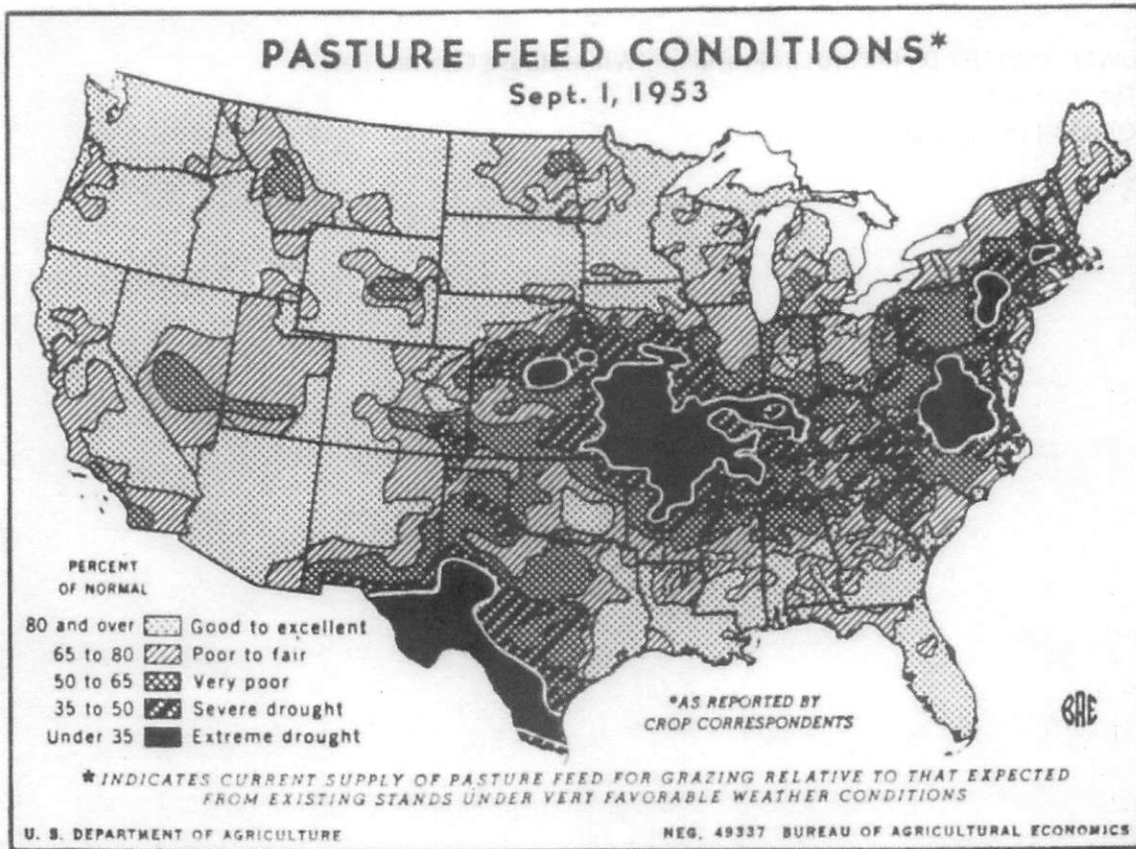 PASTURE FEED CONDITIONS*
Sept. 1, 1953
PERCENT
OF NORMAL
80 and over Good to excellent
65 to 80 Poor to fair
50 to 65 Very poor
35 to 50 Severe drought
Under 35 Extreme drought
*AS REPORTED BY
CROP CORRESPONDENTS
BAE
* INDICATES CURRENT SUPPLY OF PASTURE FEED FOR GRAZING RELATIVE TO THAT EXPECTED
FROM EXISTING STANDS UNDER VERY FAVORABLE WEATHER CONDITIONS
U. S. DEPARTMENT OF AGRICULTURE
NEG. 49337 BUREAU OF AGRICULTURAL ECONOMICS